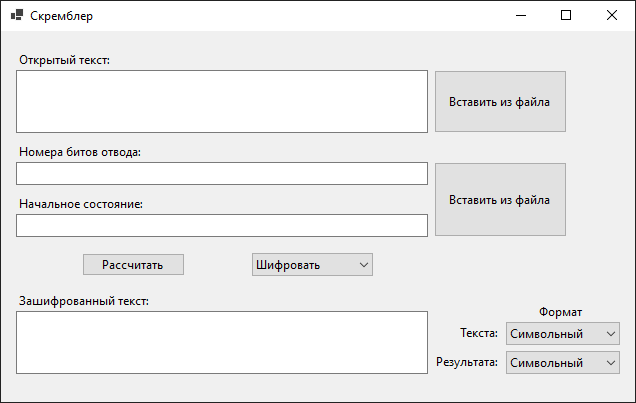 Скремблер
Открытый текст:
Вставить из файла
Номера битов отвода:
Вставить из файла
Начальное состояние:
Рассчитать
Шифровать
Зашифрованный текст:
Формат
Текста: Символьный
Результата: Символьный